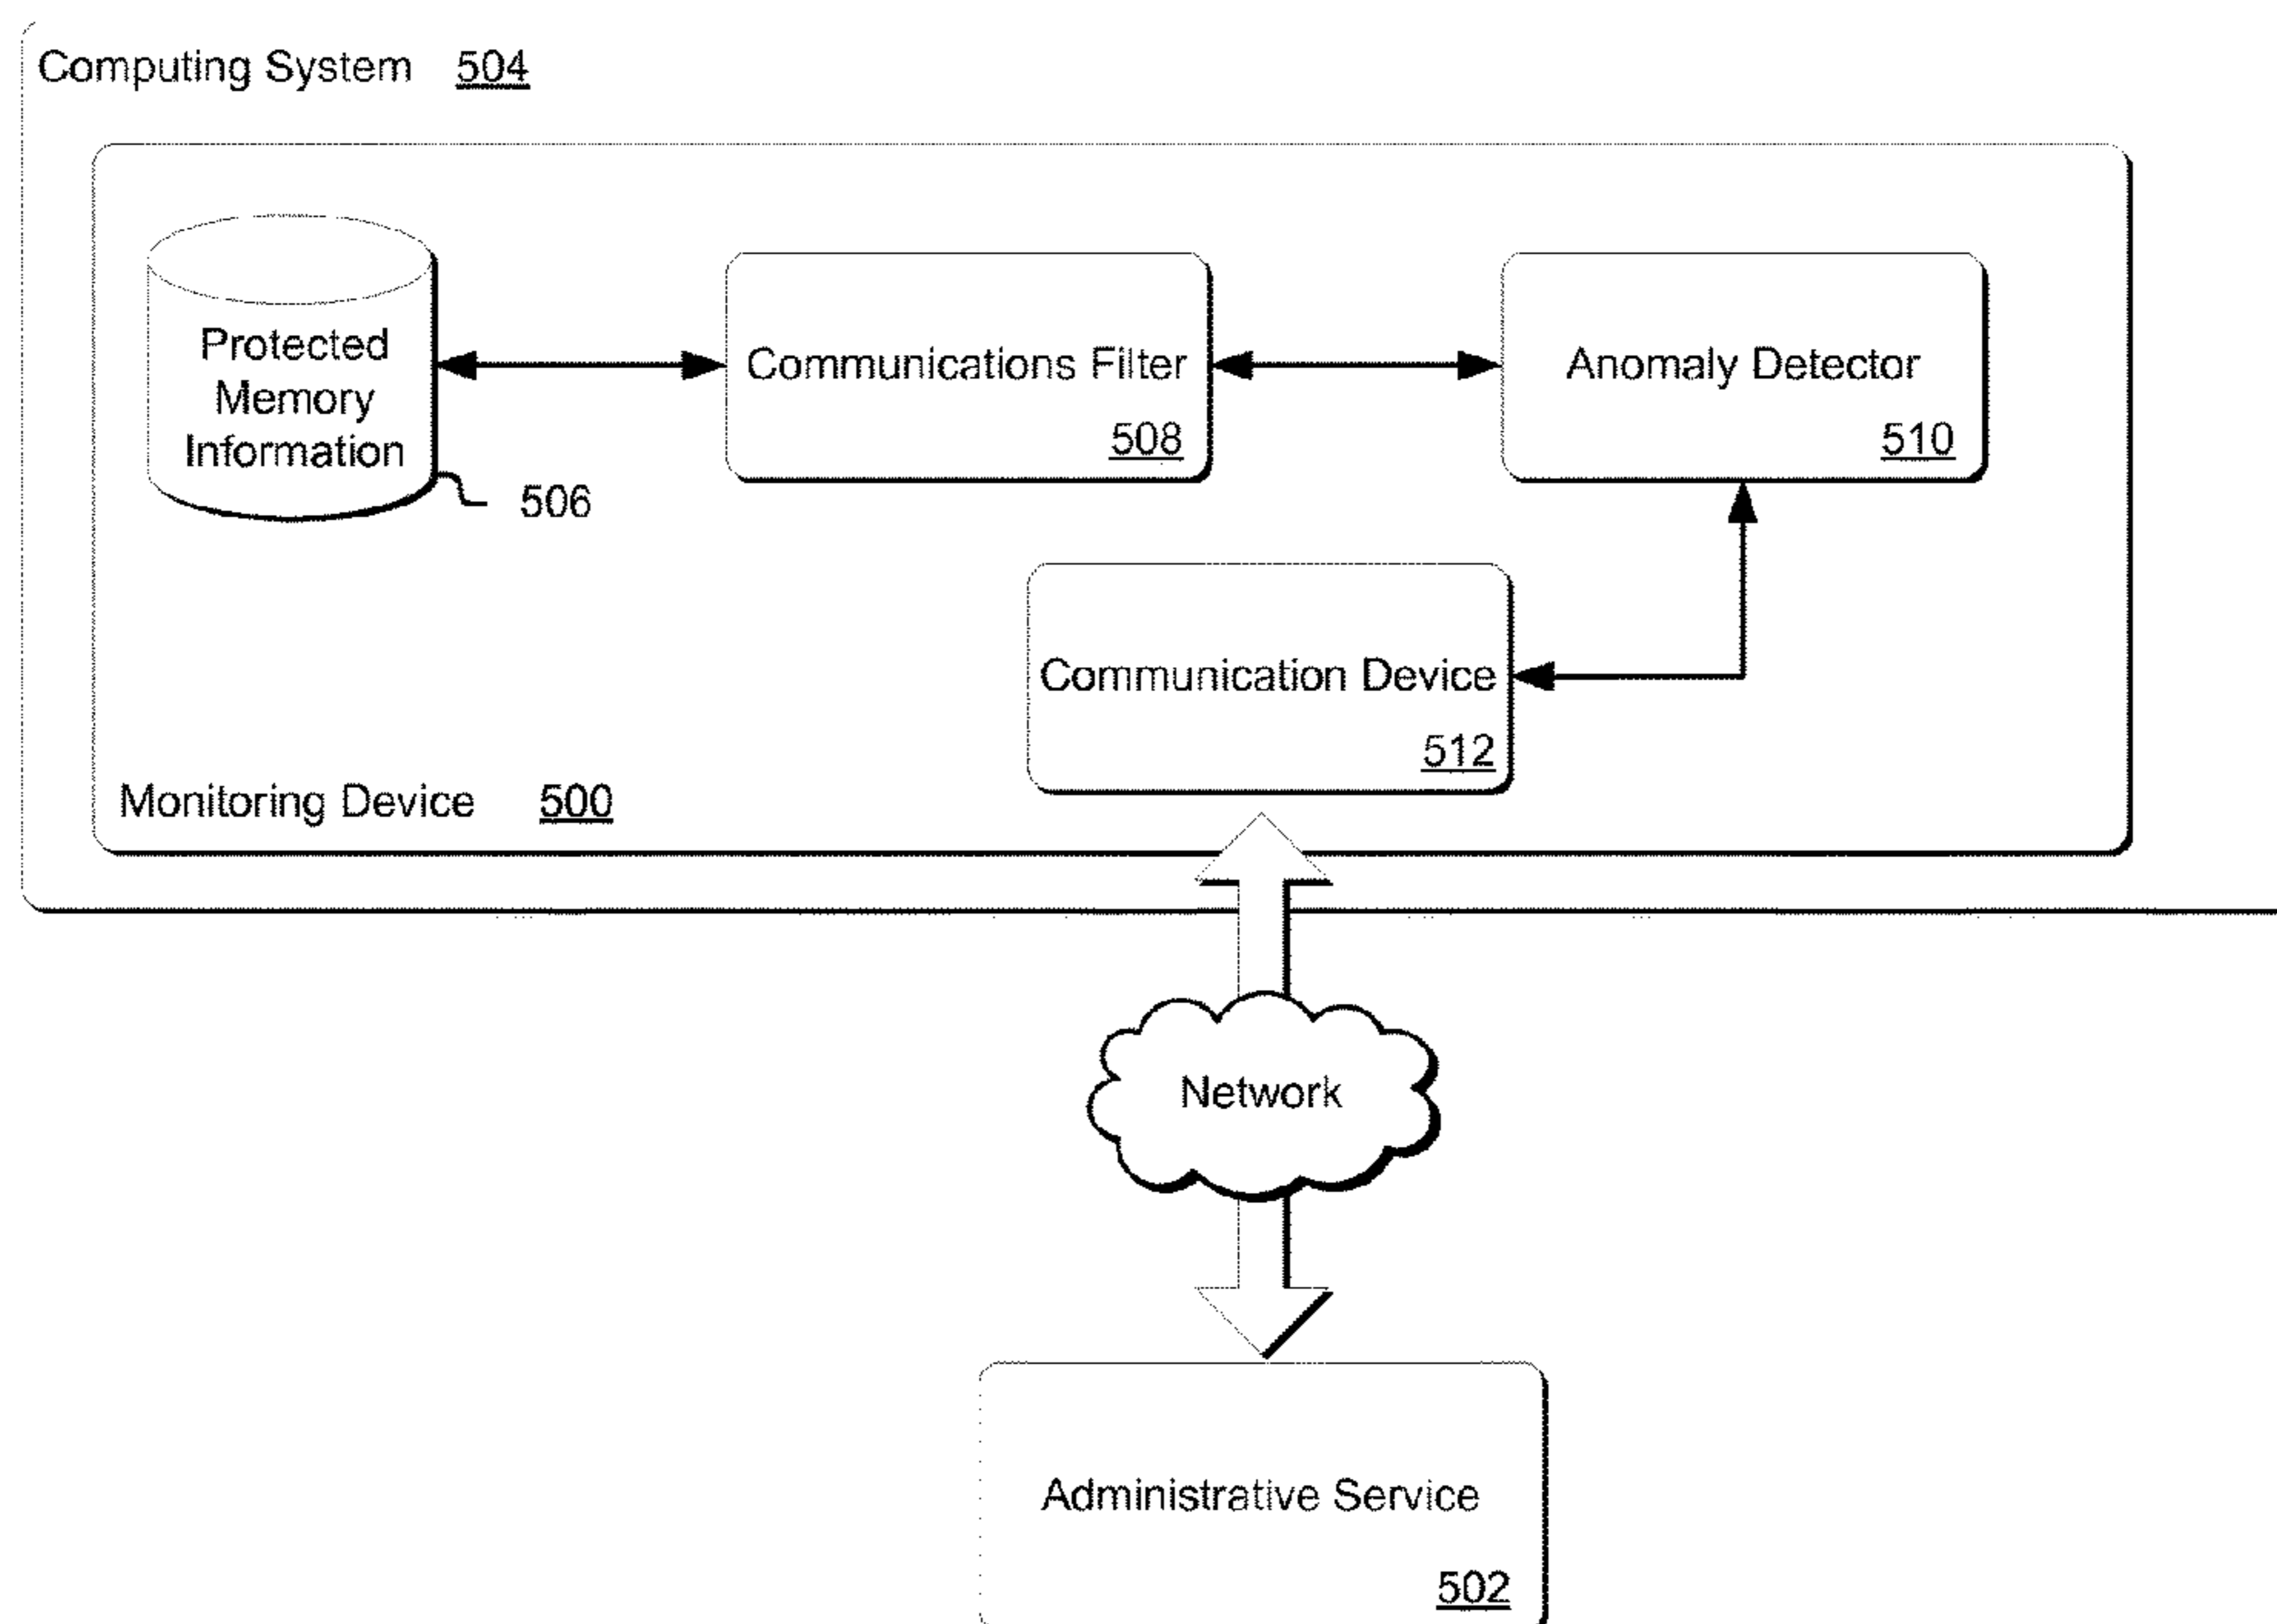 Computing System 504
Protected
Memory
Information
506
Communications Filter
508
Anomaly Detector
510
Communication Device
512
Monitoring Device 500
Network
Administrative Service
502